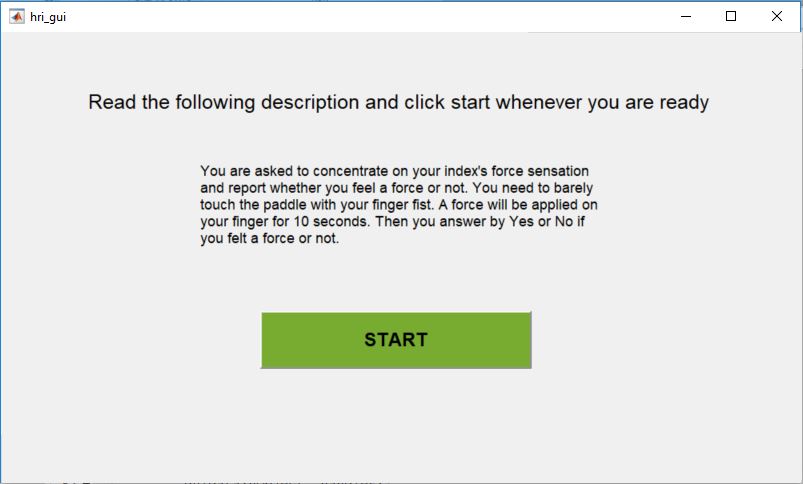 hri_gui
Read the following description and click start whenever you are ready
You are asked to concentrate on your index's force sensation
and report whether you feel a force or not. You need to barely
touch the paddle with your finger fist. A force will be applied on
your finger for 10 seconds. Then you answer by Yes or No if
you felt a force or not.
START